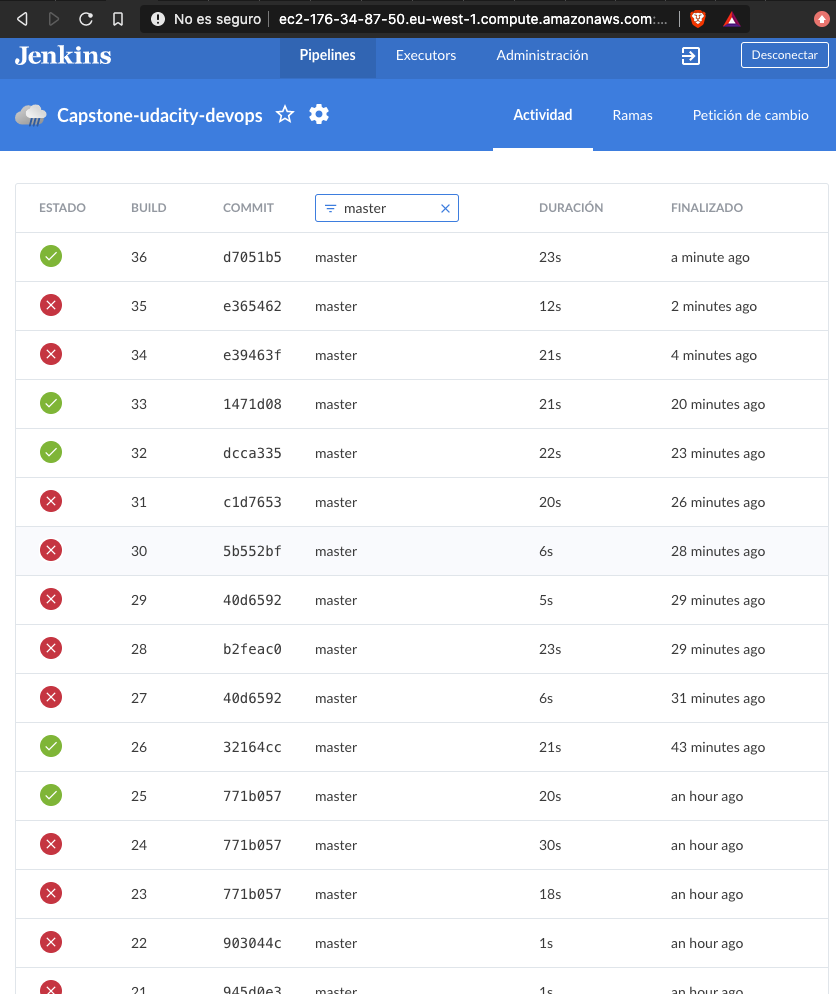 No es seguro ec2-176-34-87-50.eu-west-1.compute.amazonaws.com:...
Jenkins Pipelines Executors Administración Desconectar
Capstone-udacity-devops Actividad Ramas Petición de cambio
ESTADO BUILD COMMIT master DURACIÓN FINALIZADO
36 d7051b5 master 23s a minute ago
35 e365462 master 12s 2 minutes ago
34 e39463f master 21s 4 minutes ago
33 1471d08 master 21s 20 minutes ago
32 dcca335 master 22s 23 minutes ago
31 c1d7653 master 20s 26 minutes ago
30 5b552bf master 6s 28 minutes ago
29 40d6592 master 5s 29 minutes ago
28 b2feac0 master 23s 29 minutes ago
27 40d6592 master 6s 31 minutes ago
26 32164cc master 21s 43 minutes ago
25 771b057 master 20s an hour ago
24 771b057 master 30s an hour ago
23 771b057 master 18s an hour ago
22 903044c master 1s an hour ago
21 945d0e3 master 1s an hour ago